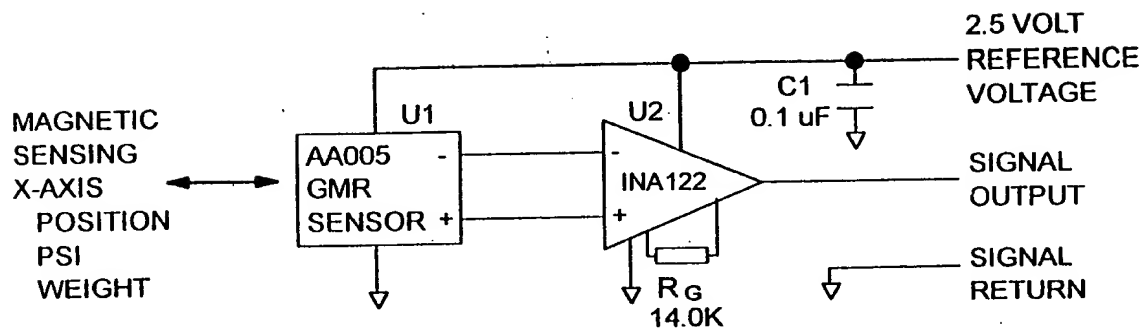 2.5 VOLT
REFERENCE
VOLTAGE
C1
0.1 uF
U1
U2
MAGNETIC
SENSING
X-AXIS
POSITION
PSI
WEIGHT
AA005
GMR
SENSOR
-
+
-
+
INA122
SIGNAL
OUTPUT
RG
14.0K
SIGNAL
RETURN